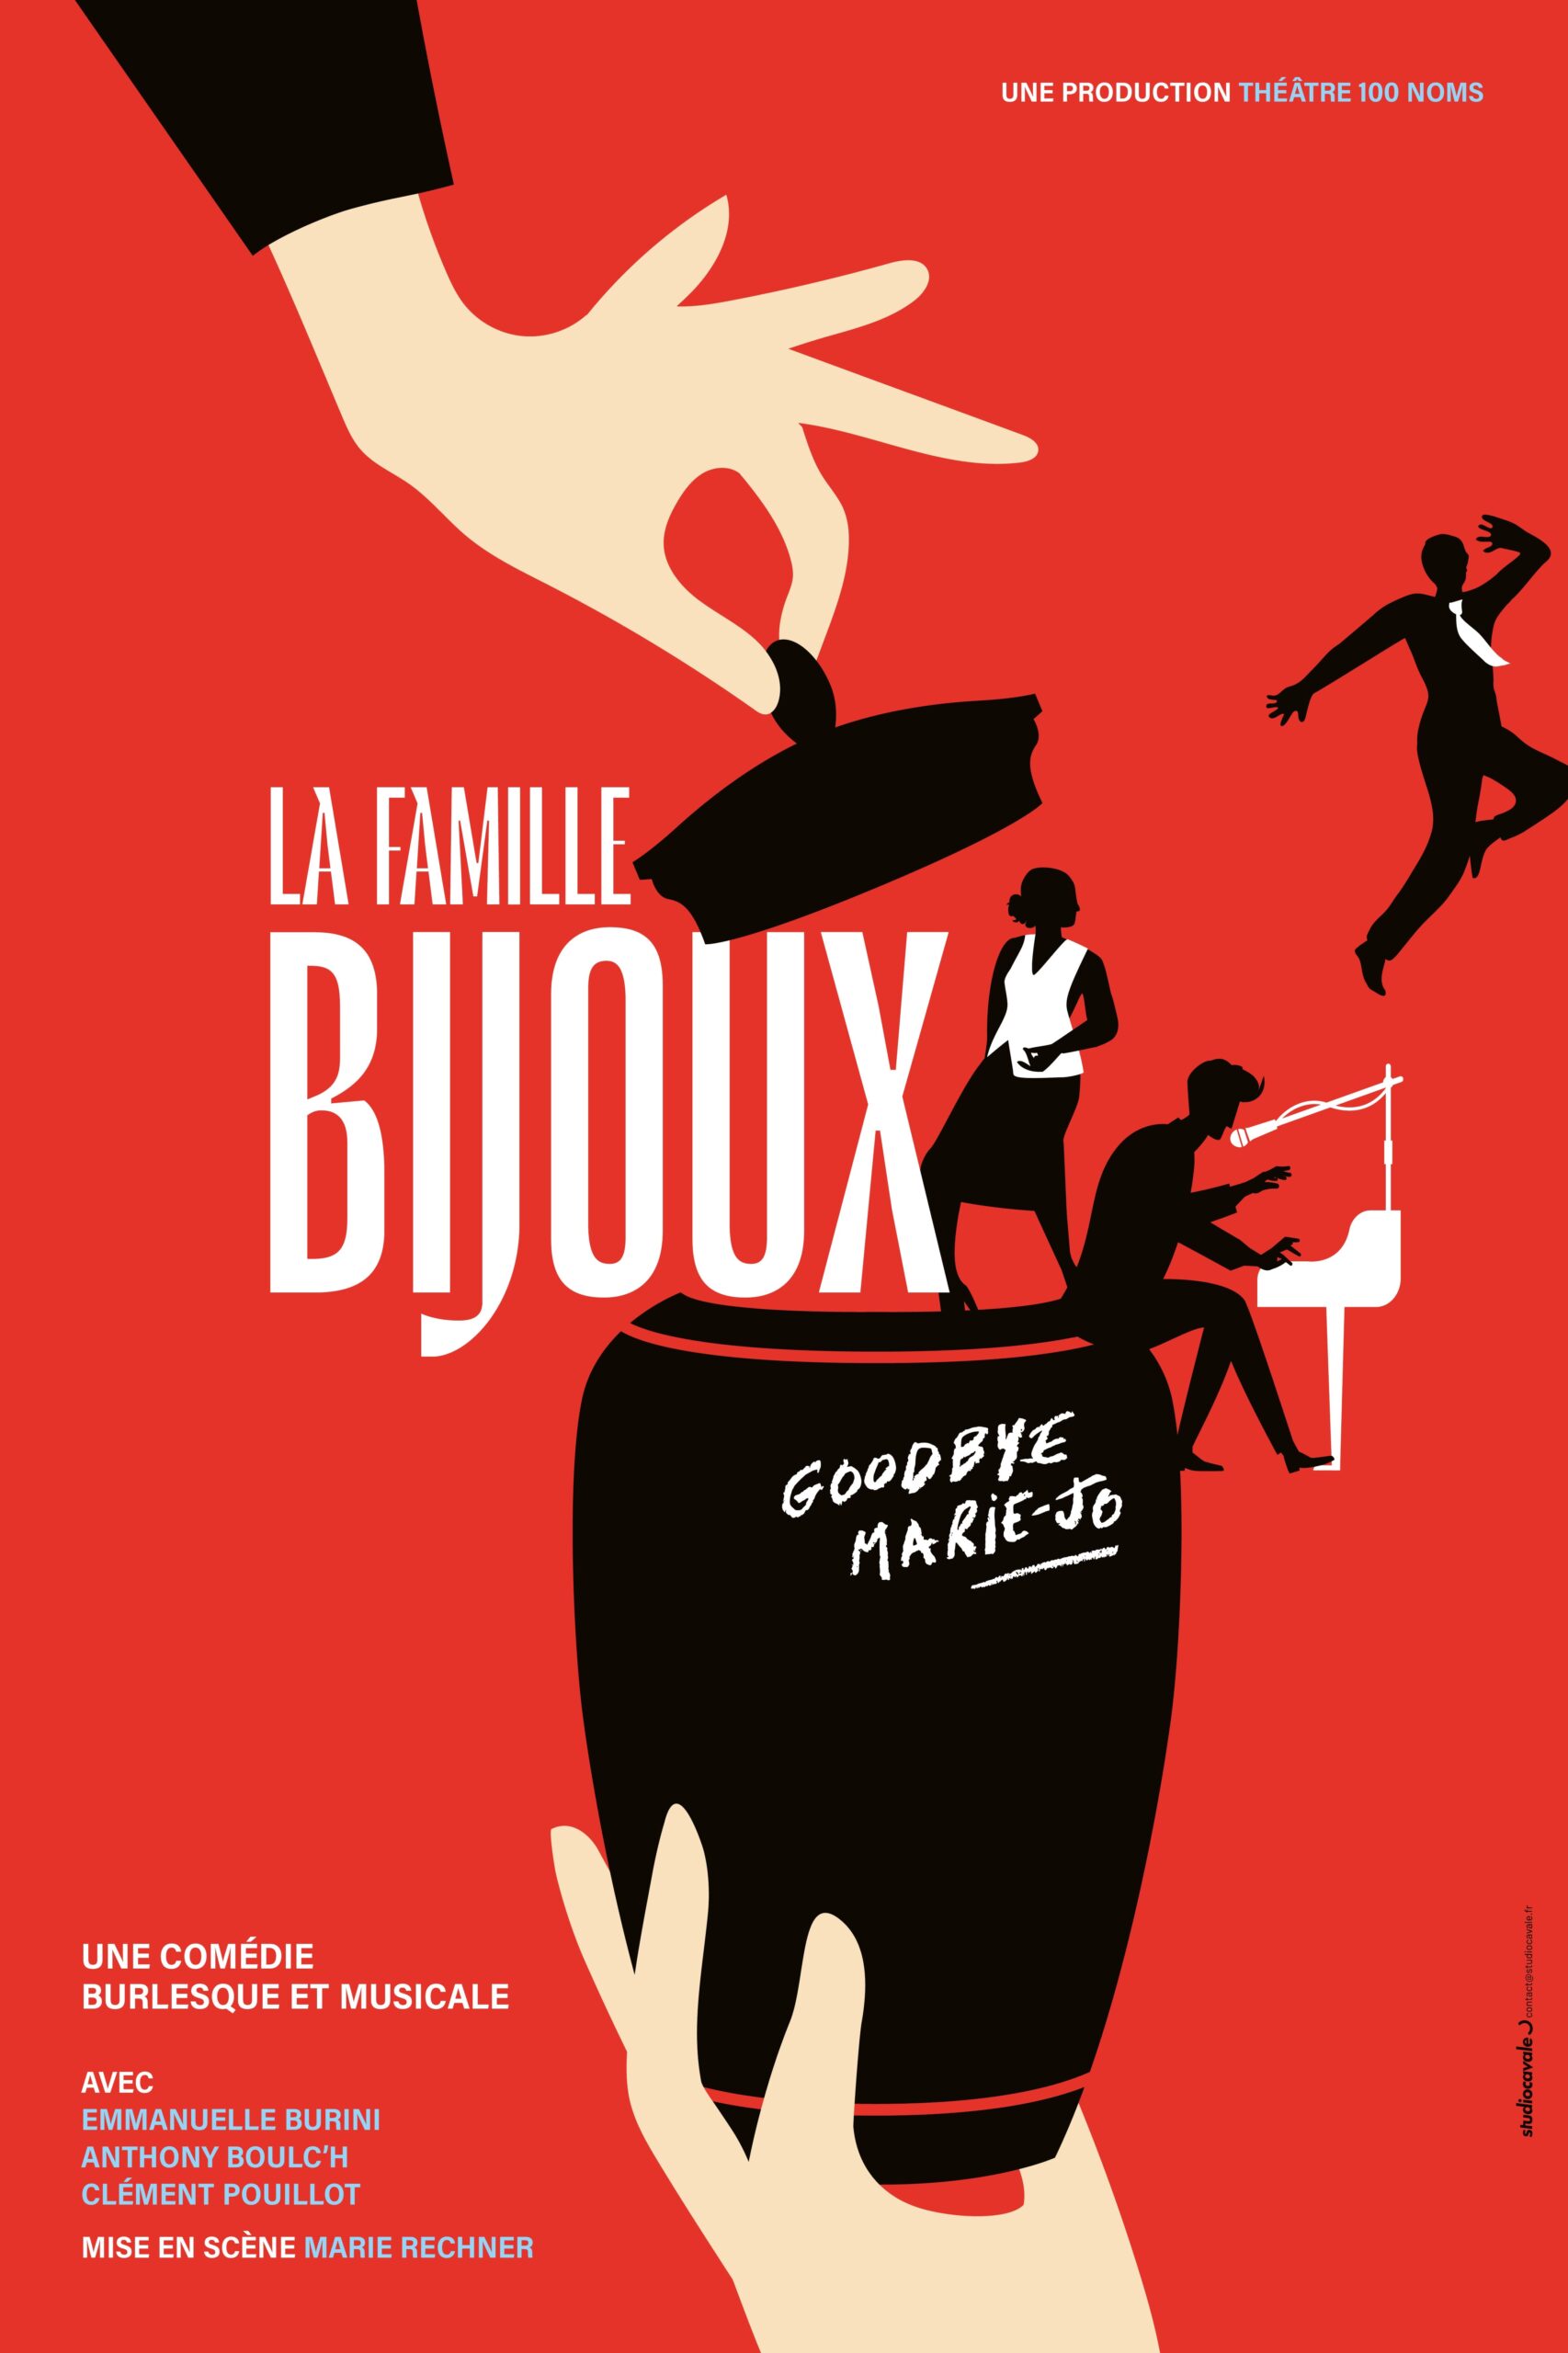 UNE PRODUCTION THÉÂTRE 100 NOMS
LA FAMILLE
BIJOUX
GOODBYE
MARIE-JO
UNE COMÉDIE
BURLESQUE ET MUSICALE
AVEC
EMMANUELLE BURINI
ANTHONY BOULC'H
CLÉMENT POUILLOT
MISE EN SCÈNE MARIE RECHNER
studiocavale contact@studiocavale.fr